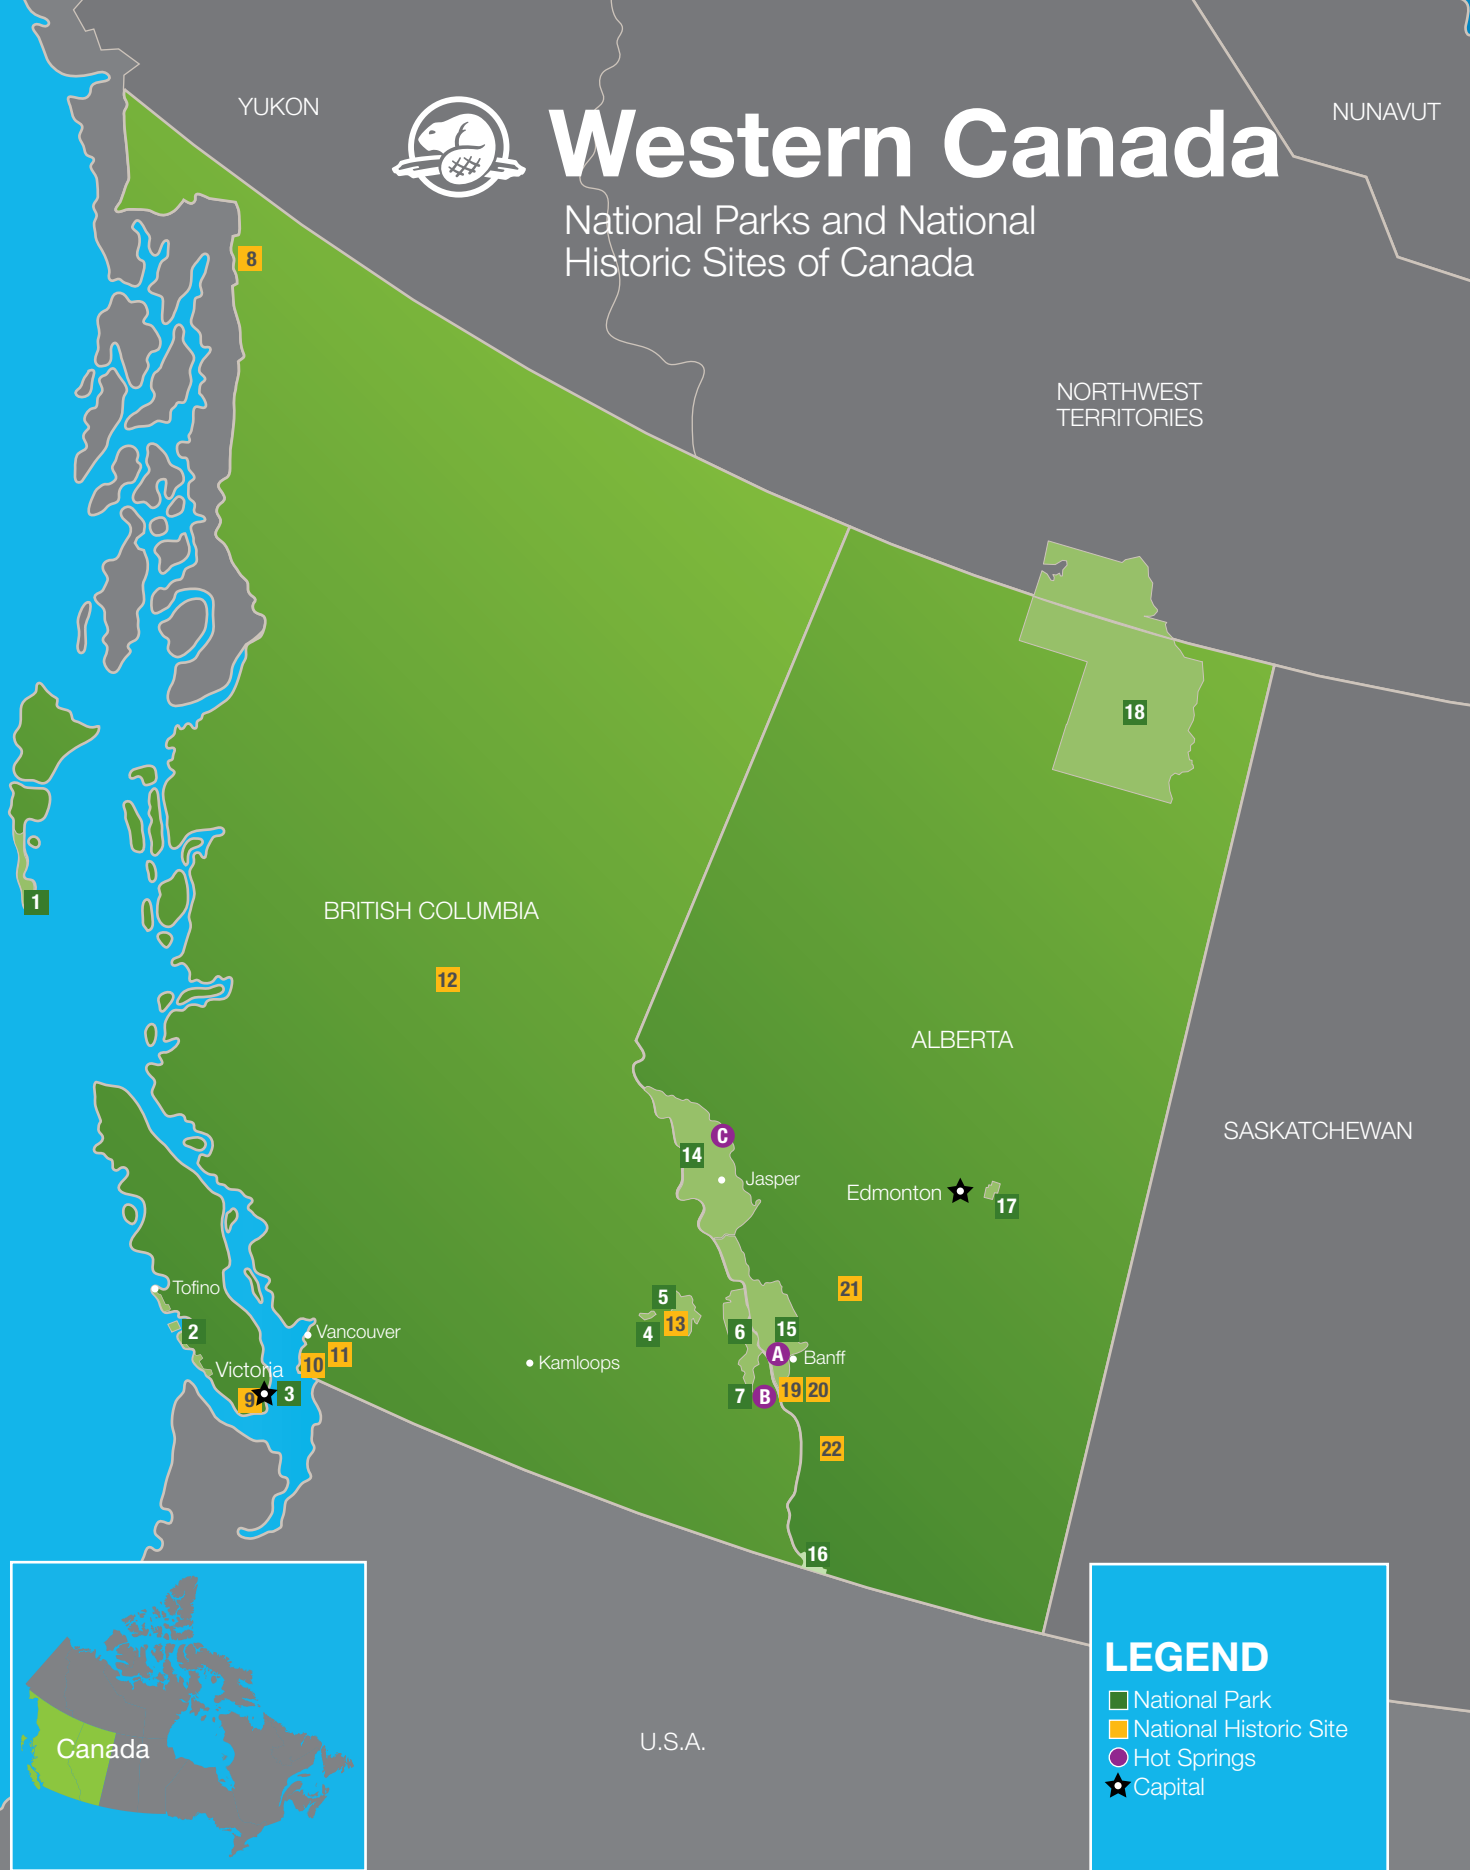 YUKON
NUNAVUT
Western Canada
National Parks and National
Historic Sites of Canada
8
NORTHWEST
TERRITORIES
18
1
BRITISH COLUMBIA
12
ALBERTA
SASKATCHEWAN
C
14
Jasper
Edmonton
17
Tofino
2
Vancouver
11
10
Victoria
9
3
5
13
4
6
15
21
A
Banff
Kamloops
7
B
19
20
22
16
U.S.A.
Canada
LEGEND
National Park
National Historic Site
Hot Springs
Capital